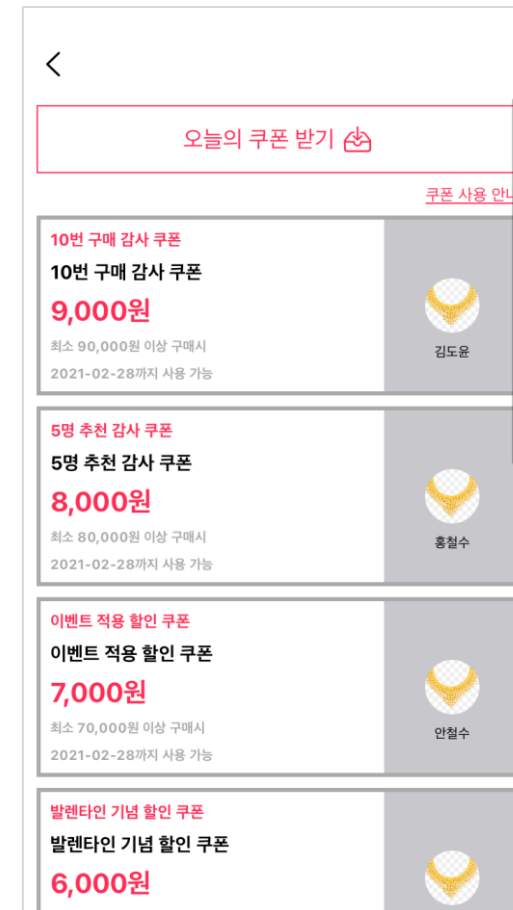 오늘의 쿠폰 받기
쿠폰 사용 안내
10번 구매 감사 쿠폰
10번 구매 감사 쿠폰
9,000원
최소 90,000원 이상 구매시
2021-02-28까지 사용 가능
김도윤
5명 추천 감사 쿠폰
5명 추천 감사 쿠폰
8,000원
최소 80,000원 이상 구매시
2021-02-28까지 사용 가능
홍철수
이벤트 적용 할인 쿠폰
이벤트 적용 할인 쿠폰
7,000원
최소 70,000원 이상 구매시
2021-02-28까지 사용 가능
안철수
발렌타인 기념 할인 쿠폰
발렌타인 기념 할인 쿠폰
6,000원